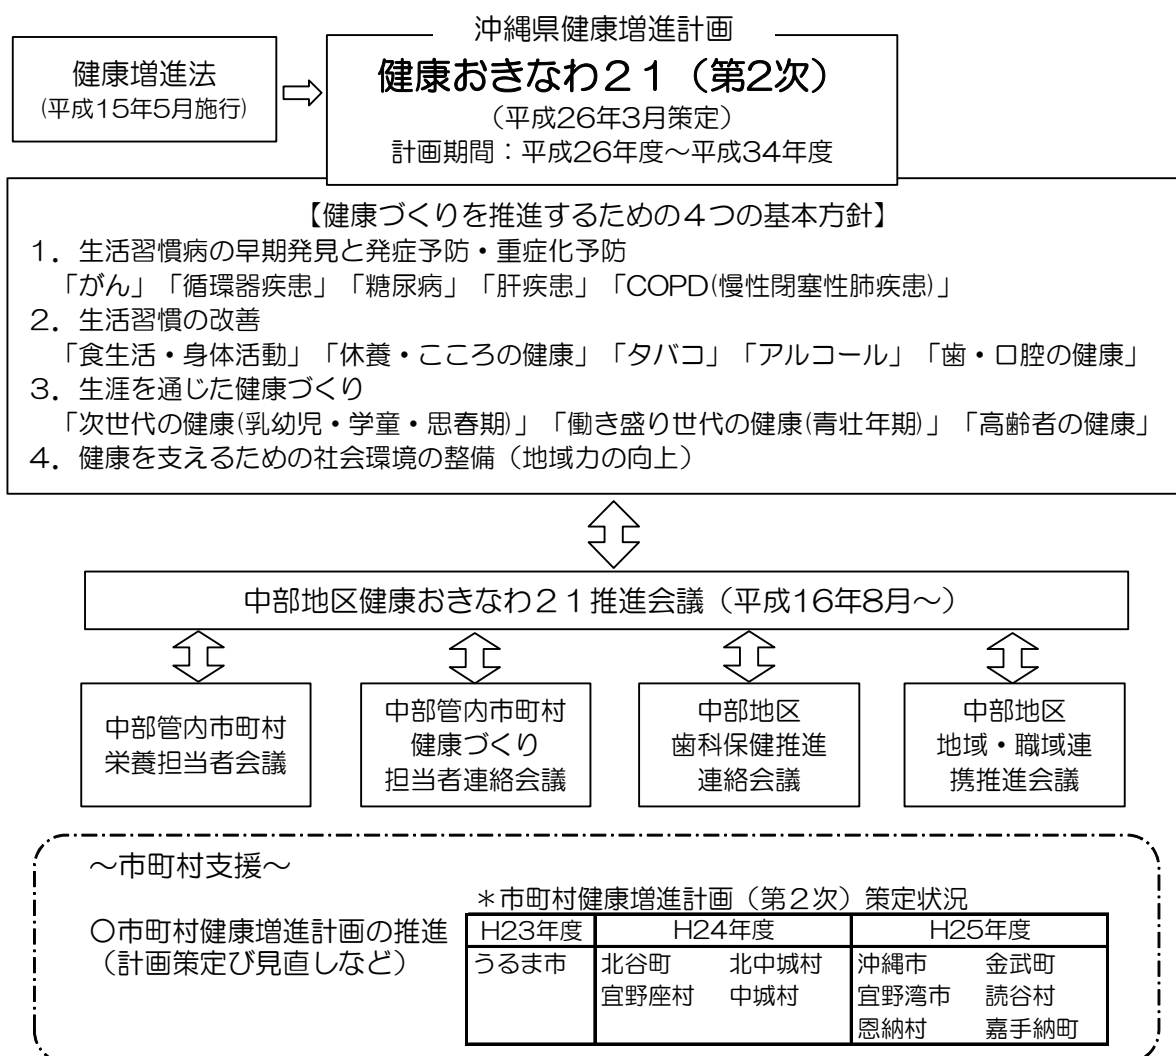 沖縄県健康増進計画
健康増進法
(平成15年5月施行)
健康おきなわ２１（第2次）
（平成26年3月策定）
計画期間：平成26年度～平成34年度
【健康づくりを推進するための４つの基本方針】
１．生活習慣病の早期発見と発症予防・重症化予防
「がん」「循環器疾患」「糖尿病」「肝疾患」「COPD(慢性閉塞性肺疾患)」
２．生活習慣の改善
「食生活・身体活動」「休養・こころの健康」「タバコ」「アルコール」「歯・口腔の健康」
３．生涯を通じた健康づくり
「次世代の健康(乳幼児・学童・思春期)」「働き盛り世代の健康(青壮年期)」「高齢者の健康」
４．健康を支えるための社会環境の整備（地域力の向上）
中部地区健康おきなわ２１推進会議（平成16年8月～）
中部管内市町村
栄養担当者会議
中部管内市町村
健康づくり
担当者連絡会議
中部地区
歯科保健推進
連絡会議
中部地区
地域・職域連
携推進会議
～市町村支援～
○市町村健康増進計画の推進
（計画策定び見直しなど）
＊市町村健康増進計画（第２次）策定状況
H23年度 H24年度 H25年度
うるま市 北谷町 北中城村 沖縄市 金武町
宜野座村 中城村 宜野湾市 読谷村
恩納村 嘉手納町